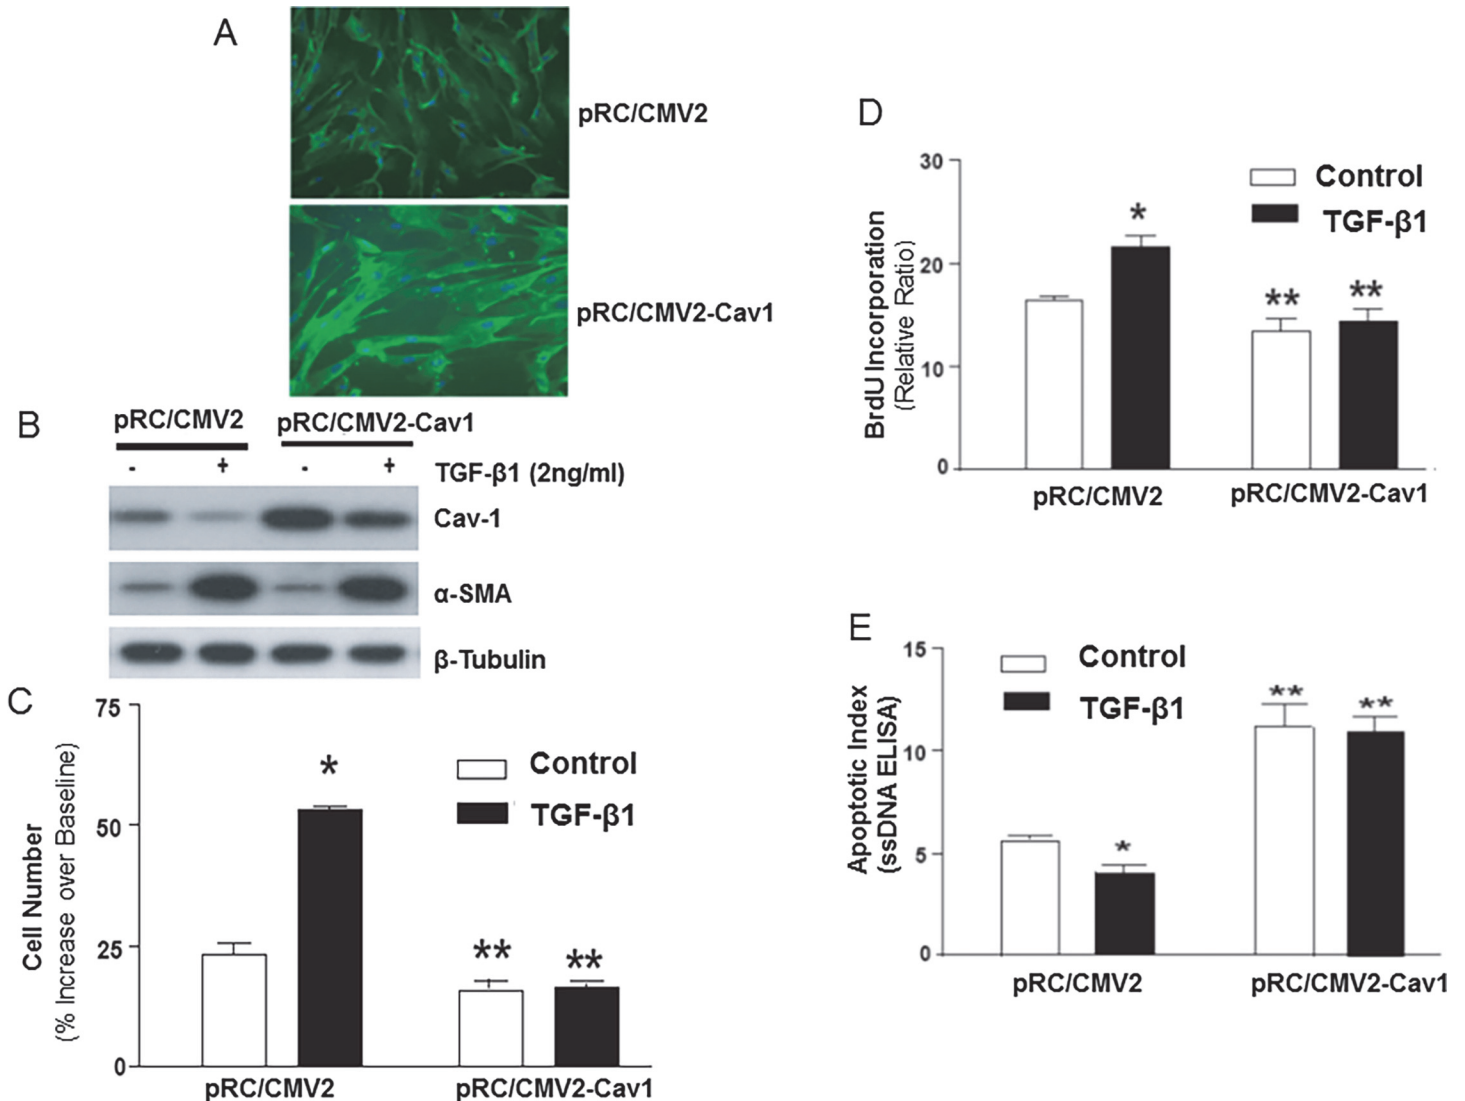 A
pRC/CMV2
pRC/CMV2-Cav1
B
pRC/CMV2 pRC/CMV2-Cav1
- + - + TGF-β1 (2ng/ml)
Cav-1
α-SMA
β-Tubulin
C
Cell Number
(% Increase over Baseline)
75
50
25
0
*
** **
Control
TGF-β1
pRC/CMV2 pRC/CMV2-Cav1
D
BrdU Incorporation
(Relative Ratio)
30
20
10
0
*
** **
Control
TGF-β1
pRC/CMV2 pRC/CMV2-Cav1
E
Apoptotic Index
(ssDNA ELISA)
15
10
5
0
Control
TGF-β1
*
** **
pRC/CMV2 pRC/CMV2-Cav1